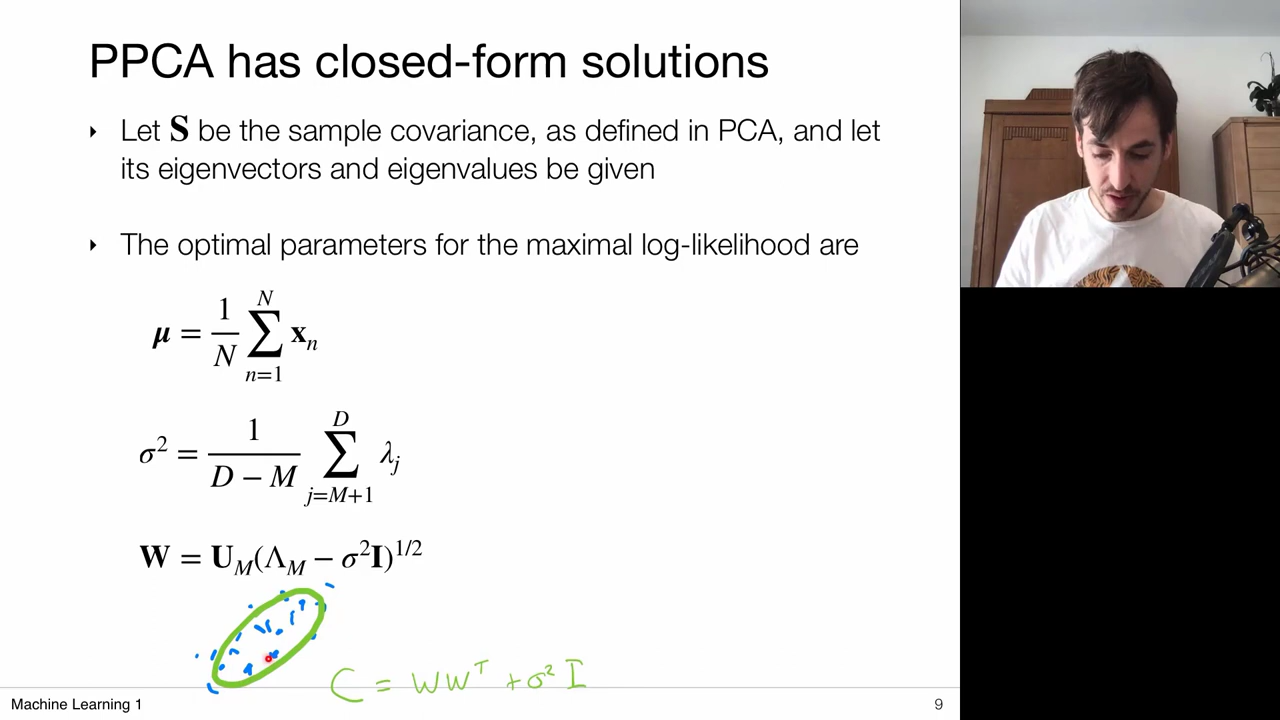 PPCA has closed-form solutions
‣ Let S be the sample covariance, as defined in PCA, and let
its eigenvectors and eigenvalues be given
‣ The optimal parameters for the maximal log-likelihood are
μ = 1/N ∑_{n=1}^{N} x_n
σ² = 1/(D − M) ∑_{j=M+1}^{D} λ_j
W = U_M(Λ_M − σ²I)^{1/2}
C = WW^T + σ² I
Machine Learning 1
9